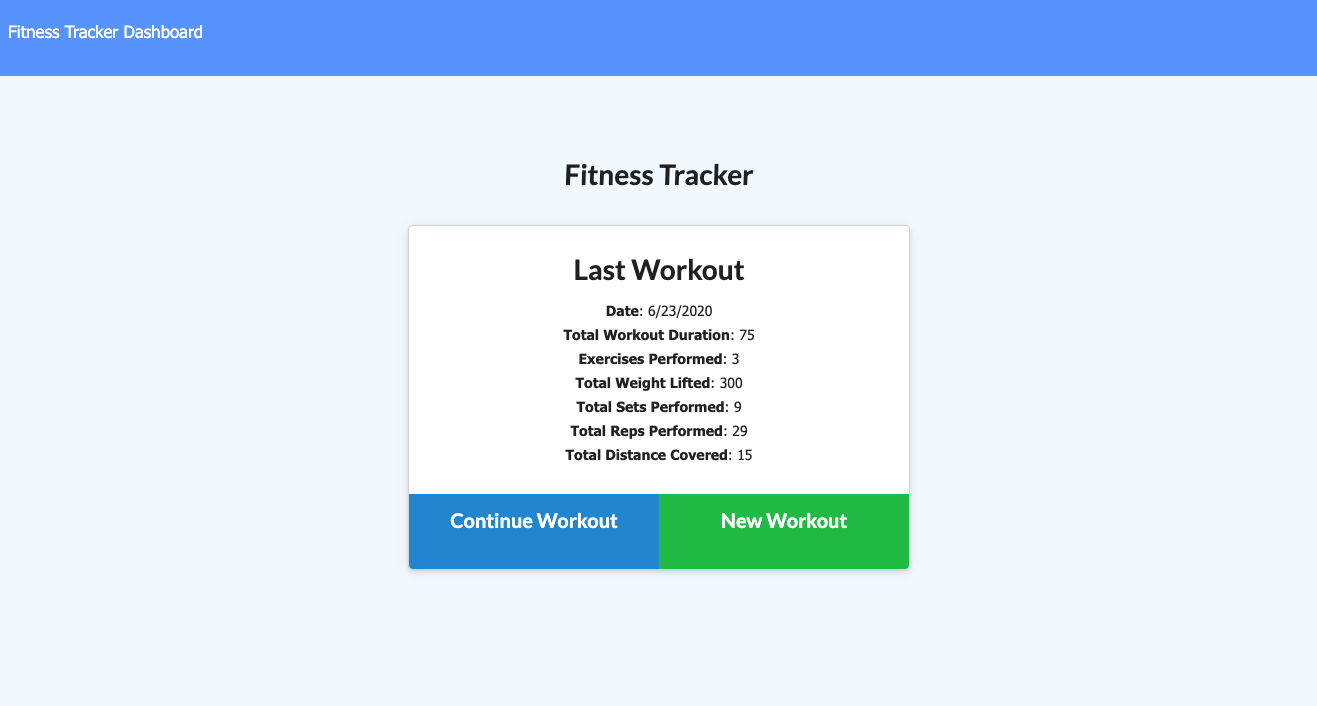 Fitness Tracker Dashboard
Fitness Tracker
Last Workout
Date: 6/23/2020
Total Workout Duration: 75
Exercises Performed: 3
Total Weight Lifted: 300
Total Sets Performed: 9
Total Reps Performed: 29
Total Distance Covered: 15
Continue Workout
New Workout